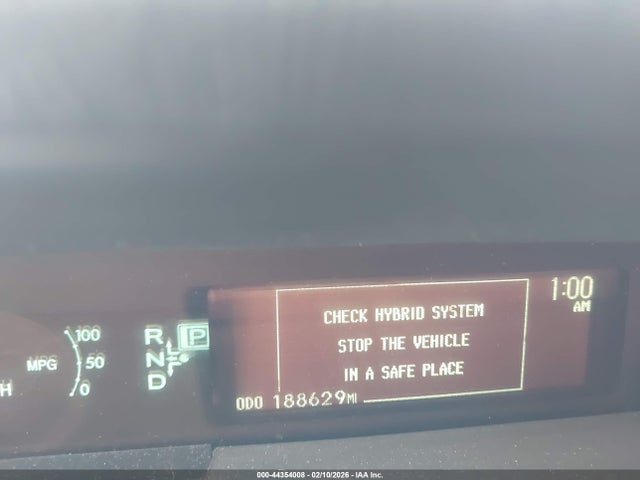 1:00
AM
CHECK HYBRID SYSTEM
STOP THE VEHICLE
IN A SAFE PLACE
ODO 188629MI
100
MPG 50
0
H
R P
N
D
000-44354008 - 02/10/2026 - IAA Inc.